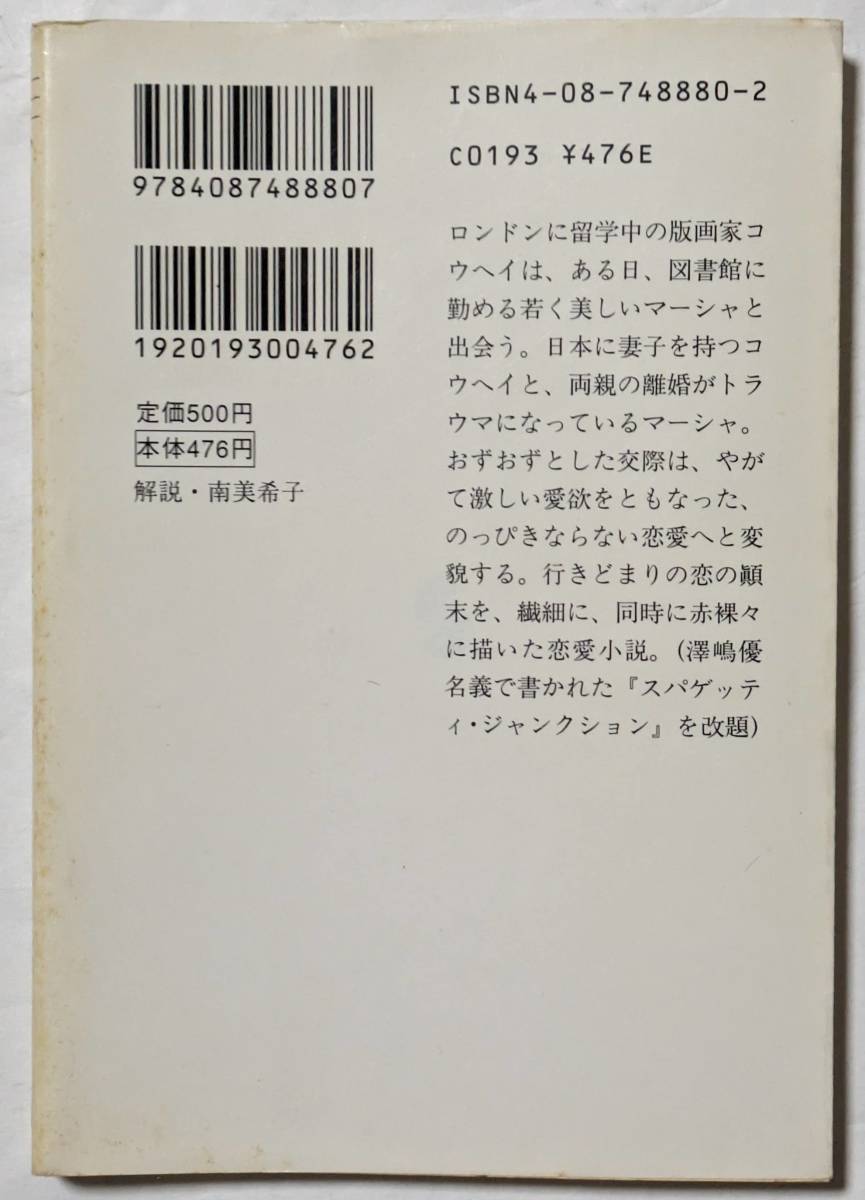 9784087488807
1920193004762
定価500円
本体476円
解説・南美希子
ISBN4-08-748880-2
C0193 ¥476E
ロンドンに留学中の版画家コ
ウヘイは、ある日、図書館に
勤める若く美しいマーシャと
出会う。日本に妻子を持つコ
ウヘイと、両親の離婚がトラ
ウマになっているマーシャ。
おずおずとした交際は、やが
て激しい愛欲をともなった、
のっぴきならない恋愛へと変
貌する。行きどまりの恋の顚
末を、繊細に、同時に赤裸々
に描いた恋愛小説。(澤嶋優
名義で書かれた『スパゲッテ
ィ・ジャンクション』を改題)